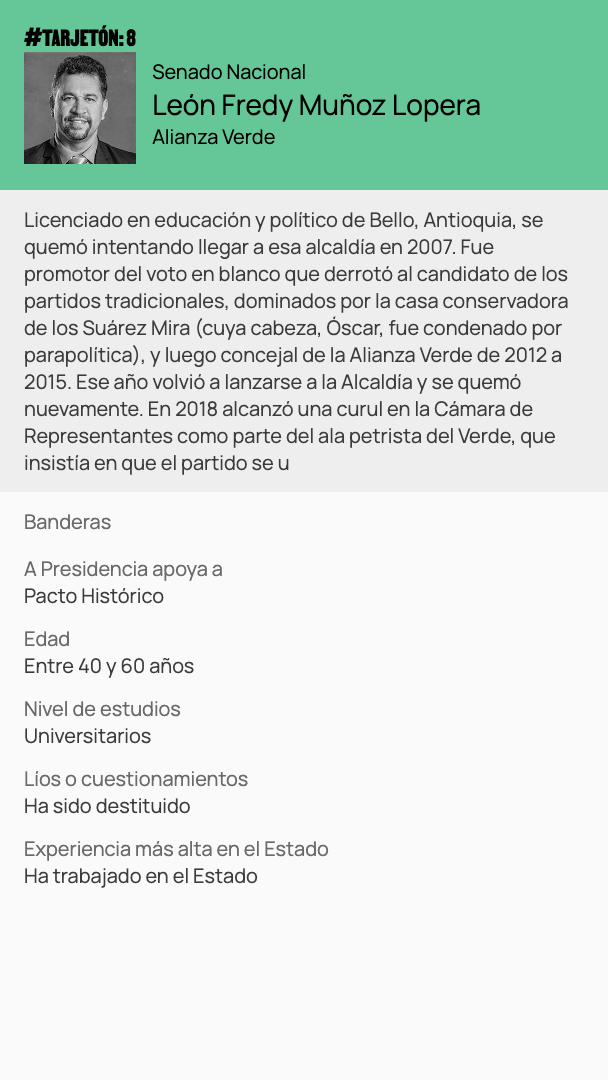 #TARJETÓN: 8
Senado Nacional
León Fredy Muñoz Lopera
Alianza Verde
Licenciado en educación y político de Bello, Antioquia, se
quemó intentando llegar a esa alcaldía en 2007. Fue
promotor del voto en blanco que derrotó al candidato de los
partidos tradicionales, dominados por la casa conservadora
de los Suárez Mira (cuya cabeza, Óscar, fue condenado por
parapolítica), y luego concejal de la Alianza Verde de 2012 a
2015. Ese año volvió a lanzarse a la Alcaldía y se quemó
nuevamente. En 2018 alcanzó una curul en la Cámara de
Representantes como parte del ala petrista del Verde, que
insistía en que el partido se u
Banderas
A Presidencia apoya a
Pacto Histórico
Edad
Entre 40 y 60 años
Nivel de estudios
Universitarios
Líos o cuestionamientos
Ha sido destituido
Experiencia más alta en el Estado
Ha trabajado en el Estado